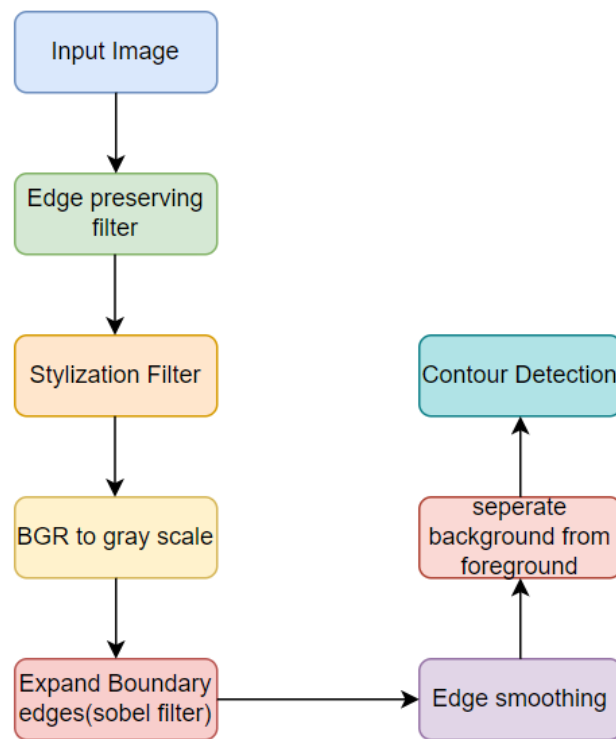 Input Image
Edge preserving
filter
Stylization Filter
BGR to gray scale
Expand Boundary
edges(sobel filter)
Edge smoothing
seperate
background from
foreground
Contour Detection